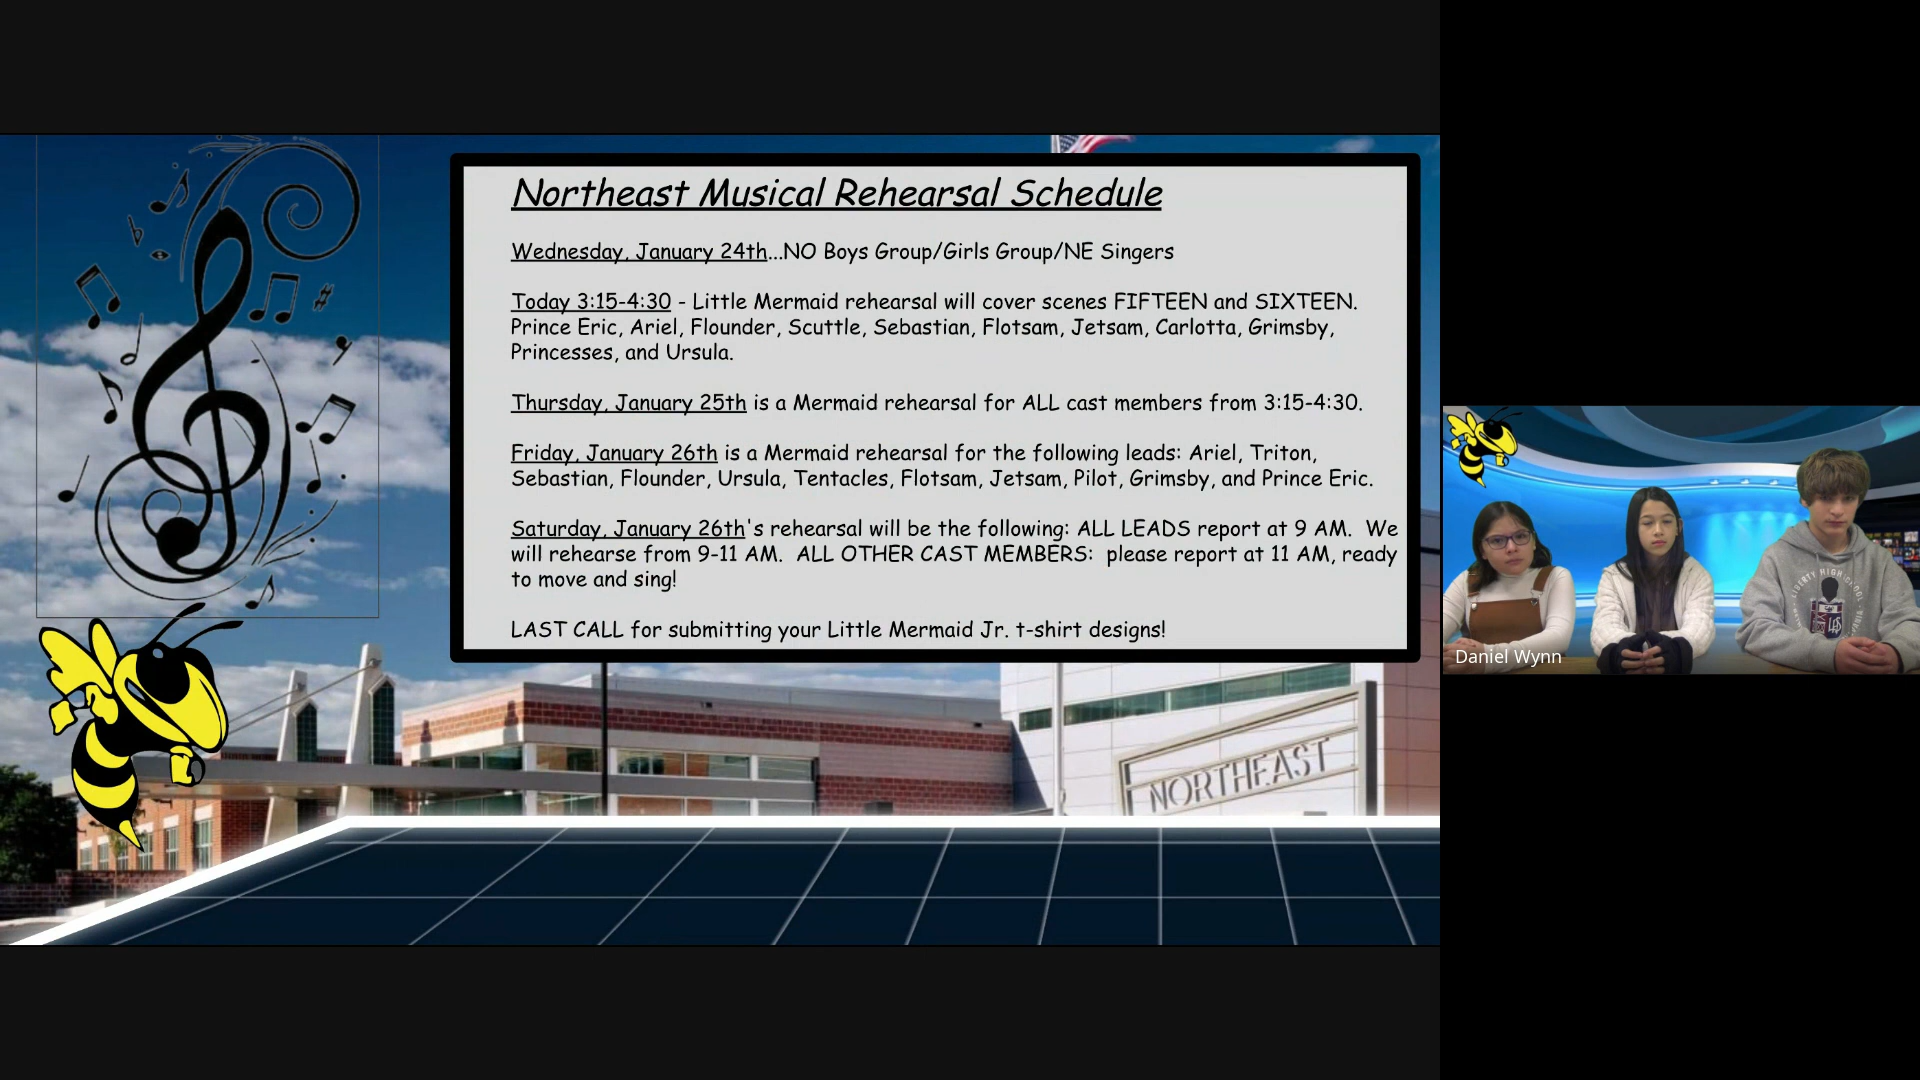 Northeast Musical Rehearsal Schedule
Wednesday, January 24th...NO Boys Group/Girls Group/NE Singers
Today 3:15-4:30 - Little Mermaid rehearsal will cover scenes FIFTEEN and SIXTEEN.
Prince Eric, Ariel, Flounder, Scuttle, Sebastian, Flotsam, Jetsam, Carlotta, Grimsby,
Princesses, and Ursula.
Thursday, January 25th is a Mermaid rehearsal for ALL cast members from 3:15-4:30.
Friday, January 26th is a Mermaid rehearsal for the following leads: Ariel, Triton,
Sebastian, Flounder, Ursula, Tentacles, Flotsam, Jetsam, Pilot, Grimsby, and Prince Eric.
Saturday, January 26th's rehearsal will be the following: ALL LEADS report at 9 AM.  We
will rehearse from 9-11 AM.  ALL OTHER CAST MEMBERS:  please report at 11 AM, ready
to move and sing!
LAST CALL for submitting your Little Mermaid Jr. t-shirt designs!
NORTHEAST
LIBERTY HIGH SCHOOL
LHS
Daniel Wynn